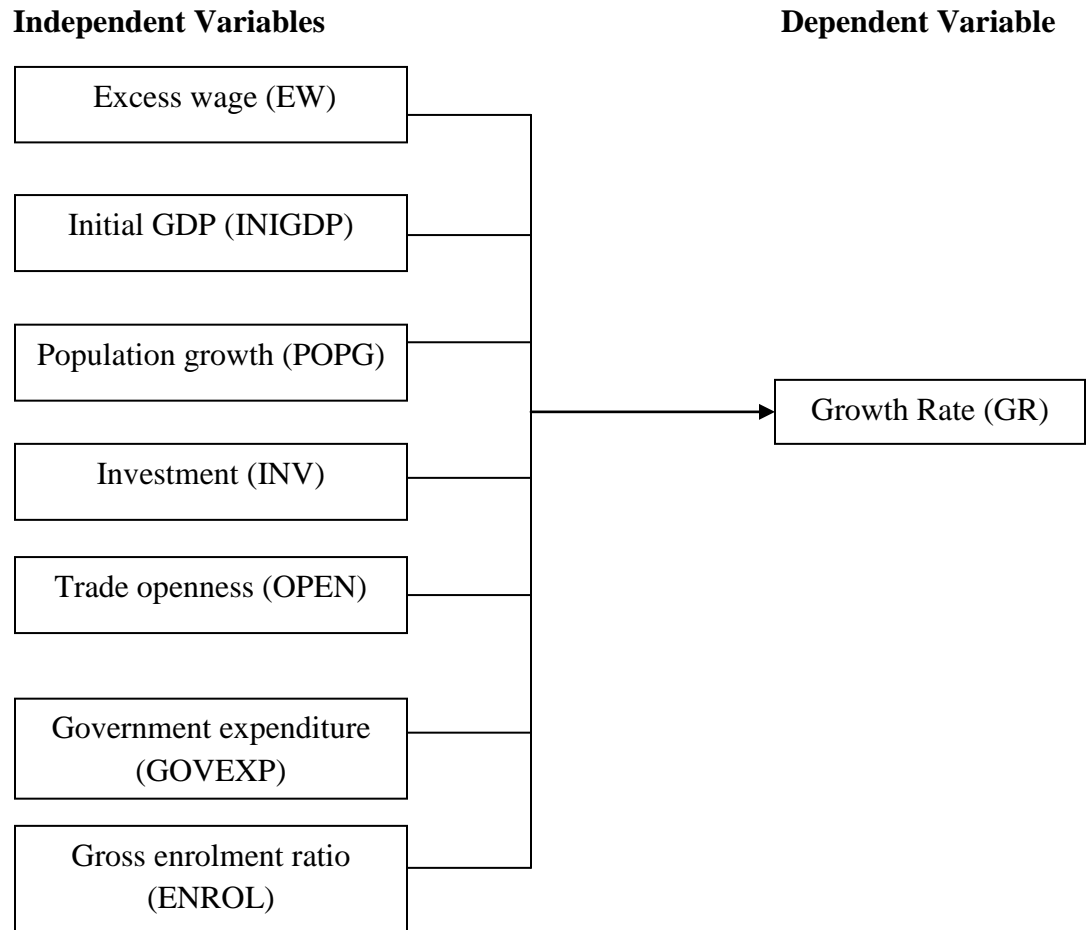 Independent Variables
Dependent Variable
Excess wage (EW)
Initial GDP (INIGDP)
Population growth (POPG)
Growth Rate (GR)
Investment (INV)
Trade openness (OPEN)
Government expenditure
(GOVEXP)
Gross enrolment ratio
(ENROL)